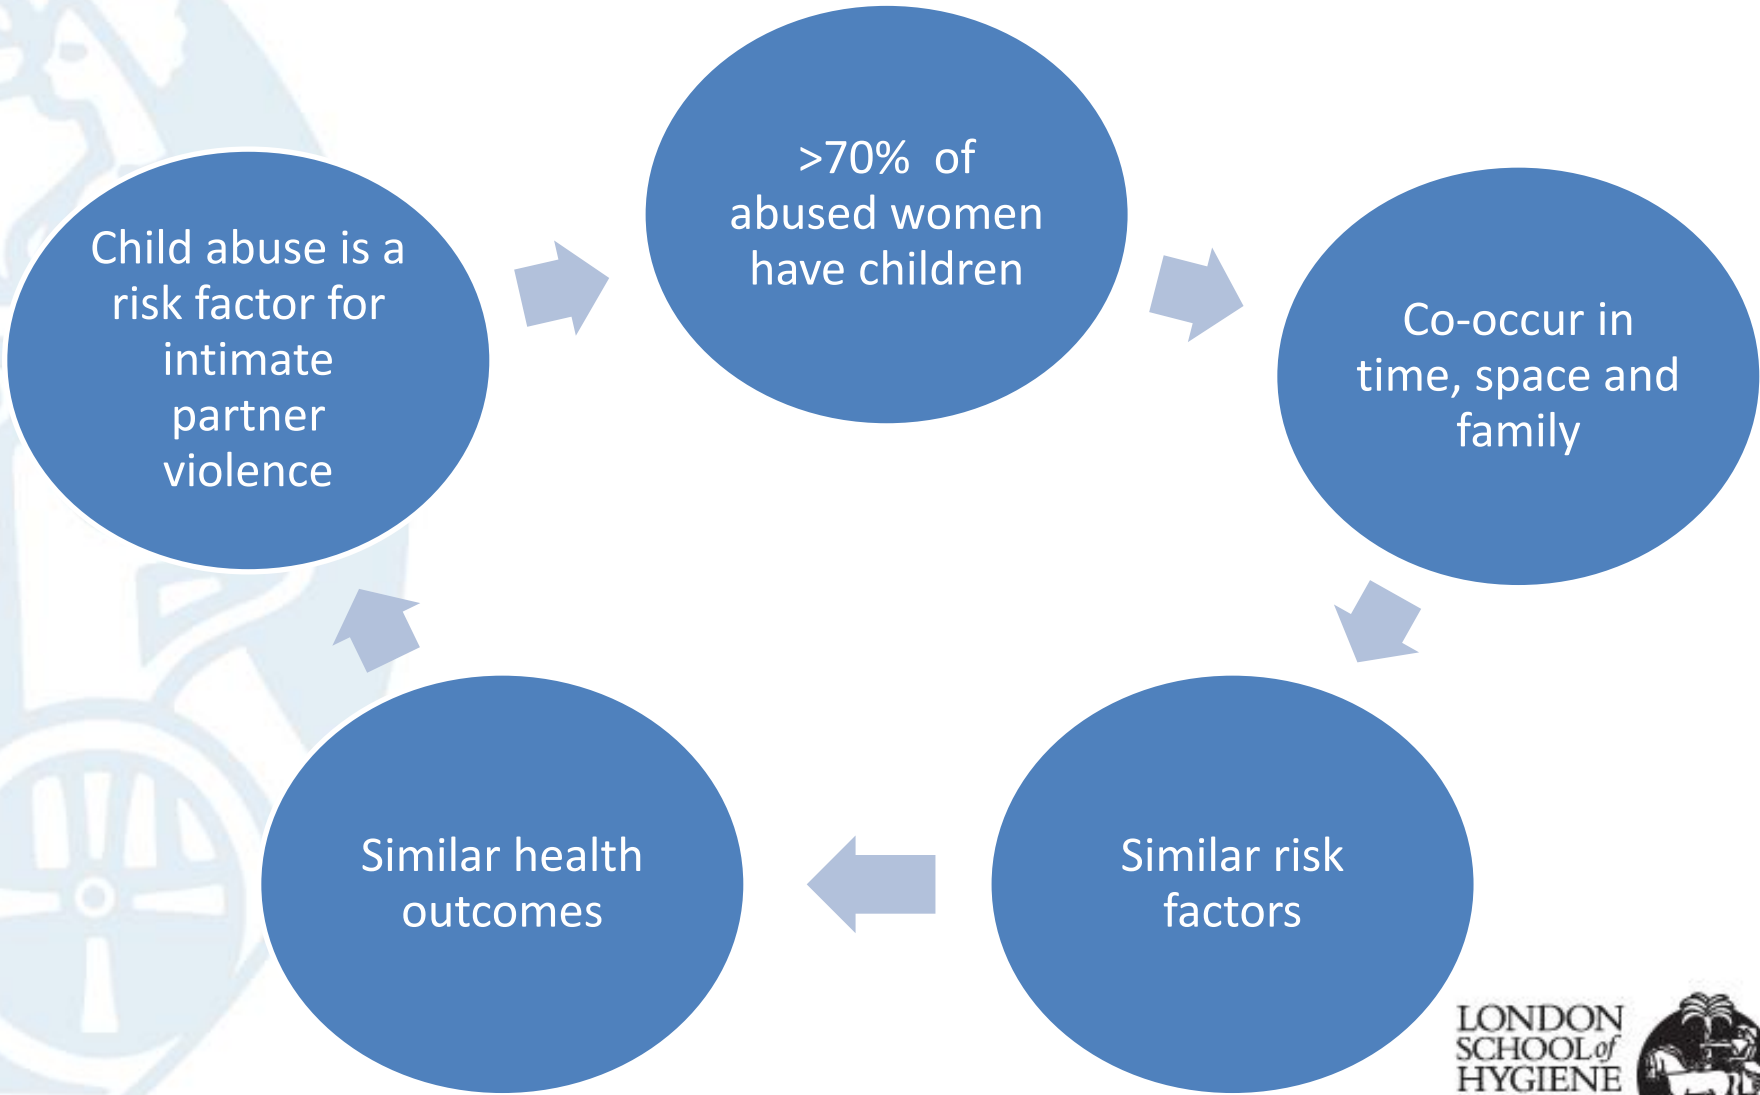 >70%  of
abused women
have children
Co-occur in
time, space and
family
Similar risk
factors
Similar health
outcomes
Child abuse is a
risk factor for
intimate
partner
violence
LONDON
SCHOOL of
HYGIENE